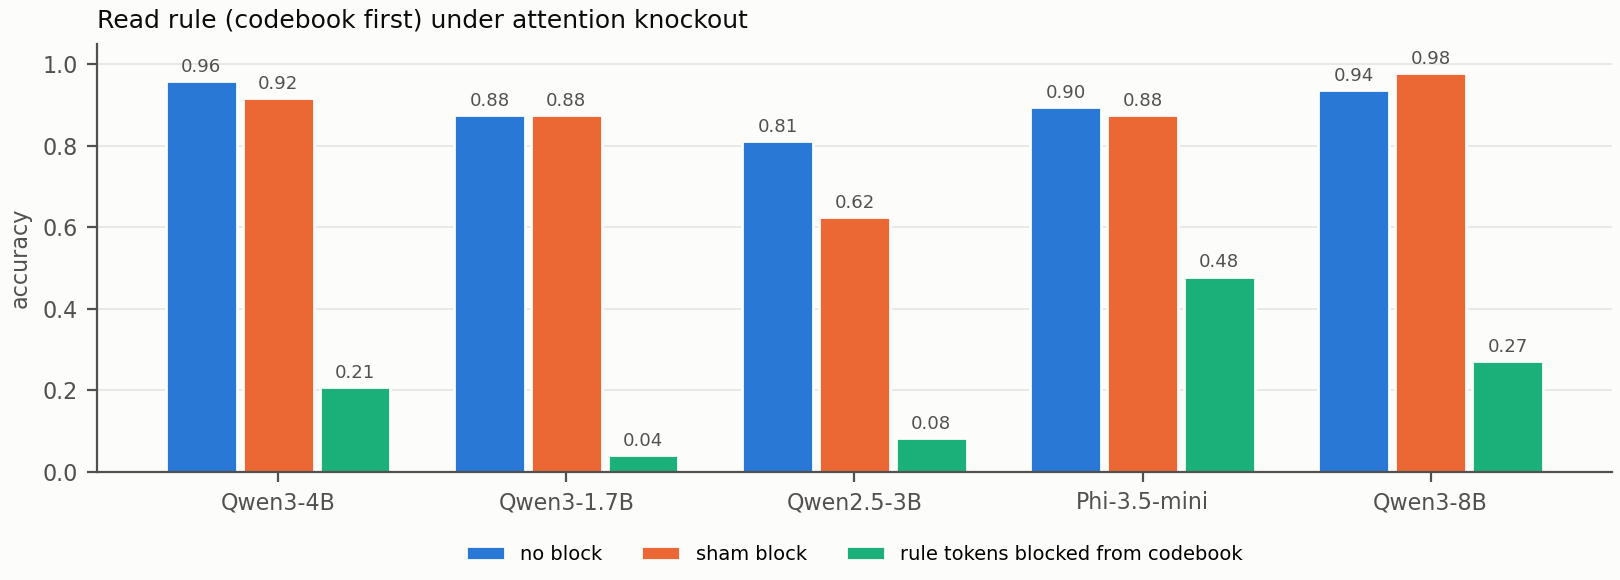 Read rule (codebook first) under attention knockout
1.0
0.8
0.6
0.4
0.2
0.0
accuracy
0.96
0.92
0.21
0.88
0.88
0.04
0.81
0.62
0.08
0.90
0.88
0.48
0.94
0.98
0.27
Qwen3-4B
Qwen3-1.7B
Qwen2.5-3B
Phi-3.5-mini
Qwen3-8B
no block
sham block
rule tokens blocked from codebook